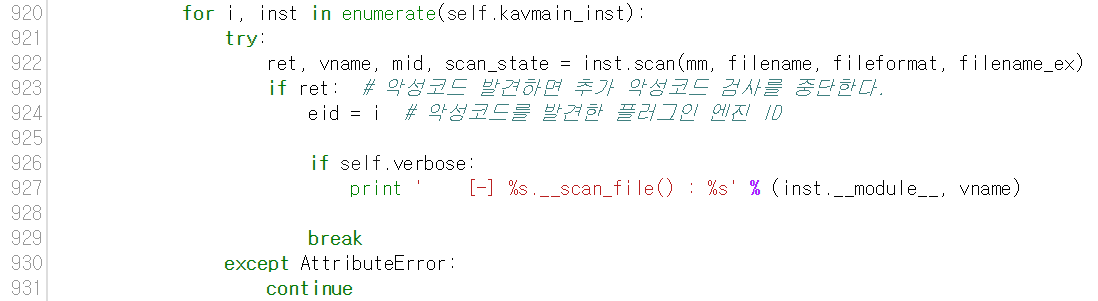 920 for i, inst in enumerate(self.kavmain_inst):
921 try:
922 ret, vname, mid, scan_state = inst.scan(mm, filename, fileformat, filename_ex)
923 if ret:  # 악성코드 발견하면 추가 악성코드 검사를 중단한다.
924 eid = i  # 악성코드를 발견한 플러그인 엔진 ID
925
926 if self.verbose:
927 print '    [-] %s.__scan_file() : %s' % (inst.__module__, vname)
928
929 break
930 except AttributeError:
931 continue